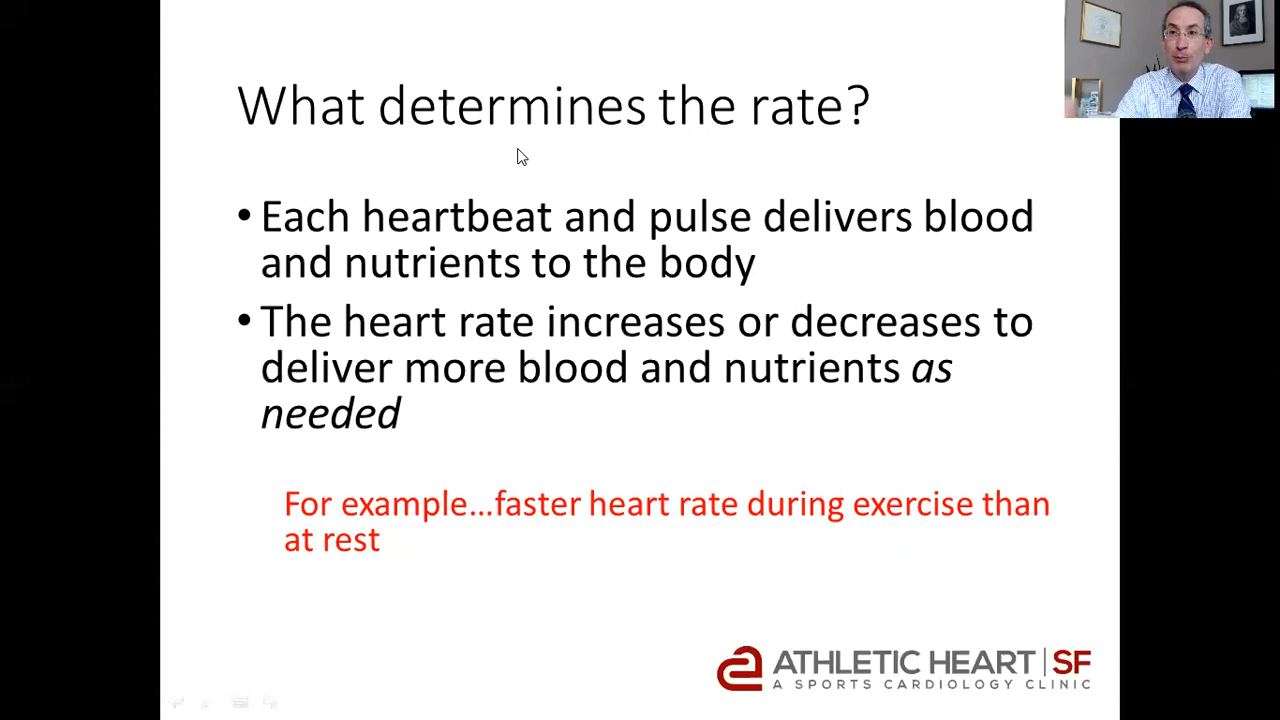 What determines the rate?
• Each heartbeat and pulse delivers blood
and nutrients to the body
• The heart rate increases or decreases to
deliver more blood and nutrients as
needed
For example...faster heart rate during exercise than
at rest
ATHLETIC HEART | SF
A SPORTS CARDIOLOGY CLINIC